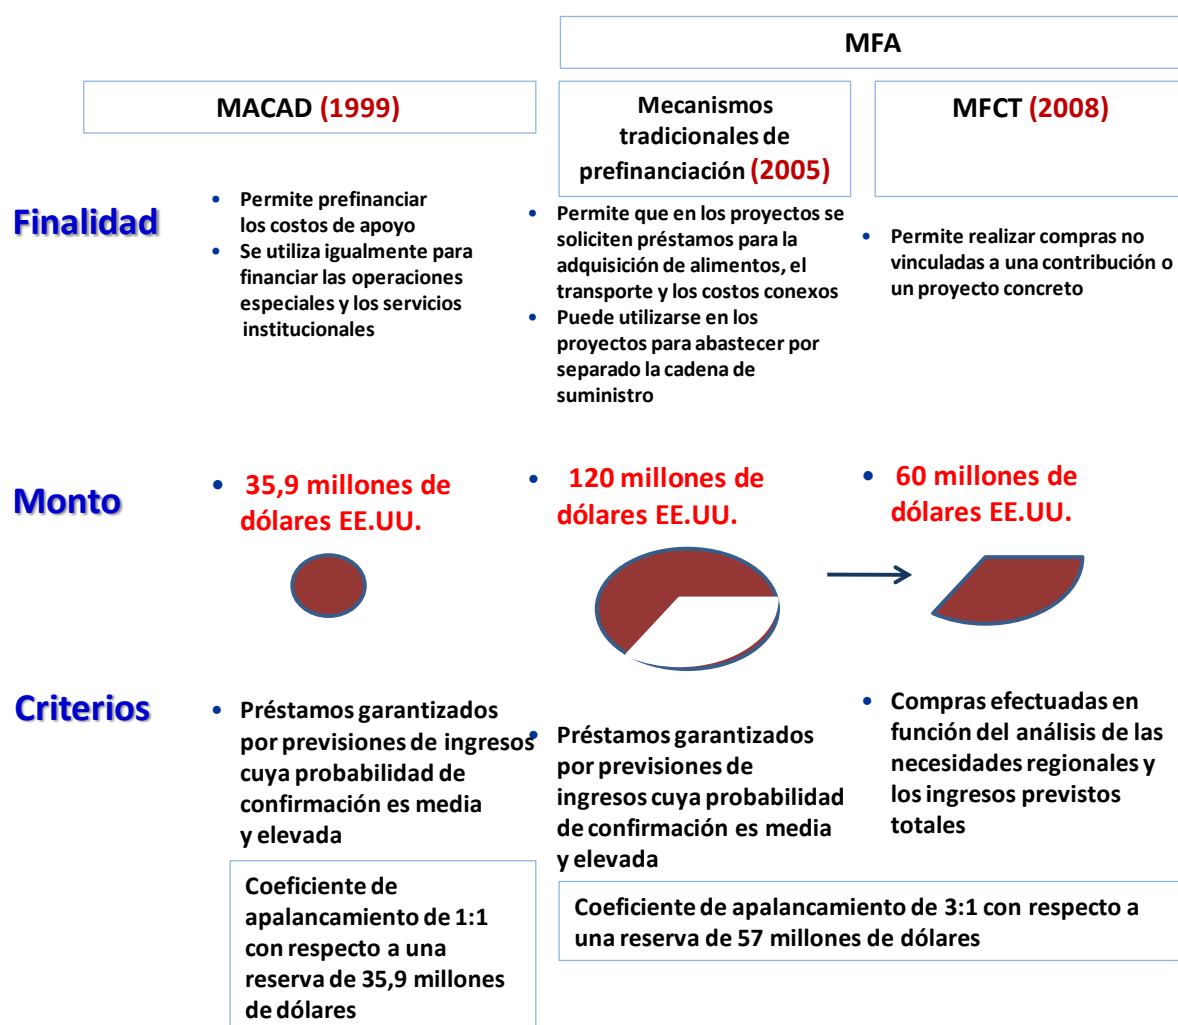 MFA
MACAD (1999)
Mecanismos
tradicionales de
prefinanciación (2005)
MFCT (2008)
Finalidad
• Permite prefinanciar
los costos de apoyo
• Se utiliza igualmente para
financiar las operaciones
especiales y los servicios
institucionales
• Permite que en los proyectos se
soliciten préstamos para la
adquisición de alimentos, el
transporte y los costos conexos
• Puede utilizarse en los
proyectos para abastecer por
separado la cadena de
suministro
• Permite realizar compras no
vinculadas a una contribución o
un proyecto concreto
Monto
• 35,9 millones de
dólares EE.UU.
• 120 millones de
dólares EE.UU.
• 60 millones de
dólares EE.UU.
Criterios
• Préstamos garantizados
por previsiones de ingresos
cuya probabilidad de
confirmación es media
y elevada
• Préstamos garantizados
por previsiones de
ingresos cuya probabilidad
de confirmación es media
y elevada
• Compras efectuadas en
función del análisis de las
necesidades regionales y
los ingresos previstos
totales
Coeficiente de
apalancamiento de 1:1
con respecto a una
reserva de 35,9 millones
de dólares
Coeficiente de apalancamiento de 3:1 con respecto a
una reserva de 57 millones de dólares